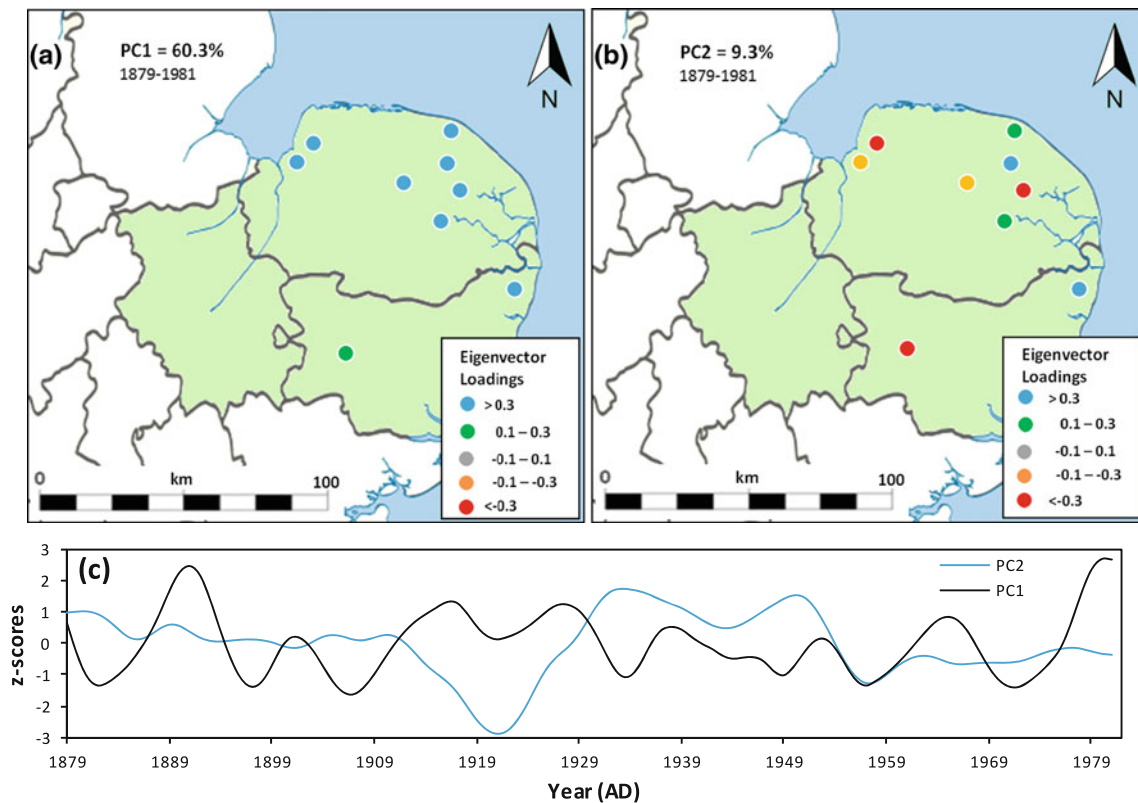 (a)
PC1 = 60.3%
1879-1981
N
Eigenvector
Loadings
> 0.3
0.1 – 0.3
-0.1 – 0.1
-0.1 – -0.3
<-0.3
0 km 100
(b)
PC2 = 9.3%
1879-1981
N
Eigenvector
Loadings
> 0.3
0.1 – 0.3
-0.1 – 0.1
-0.1 – -0.3
<-0.3
0 km 100
(c)
PC2
PC1
z-scores
3
2
1
0
-1
-2
-3
1879 1889 1899 1909 1919 1929 1939 1949 1959 1969 1979
Year (AD)